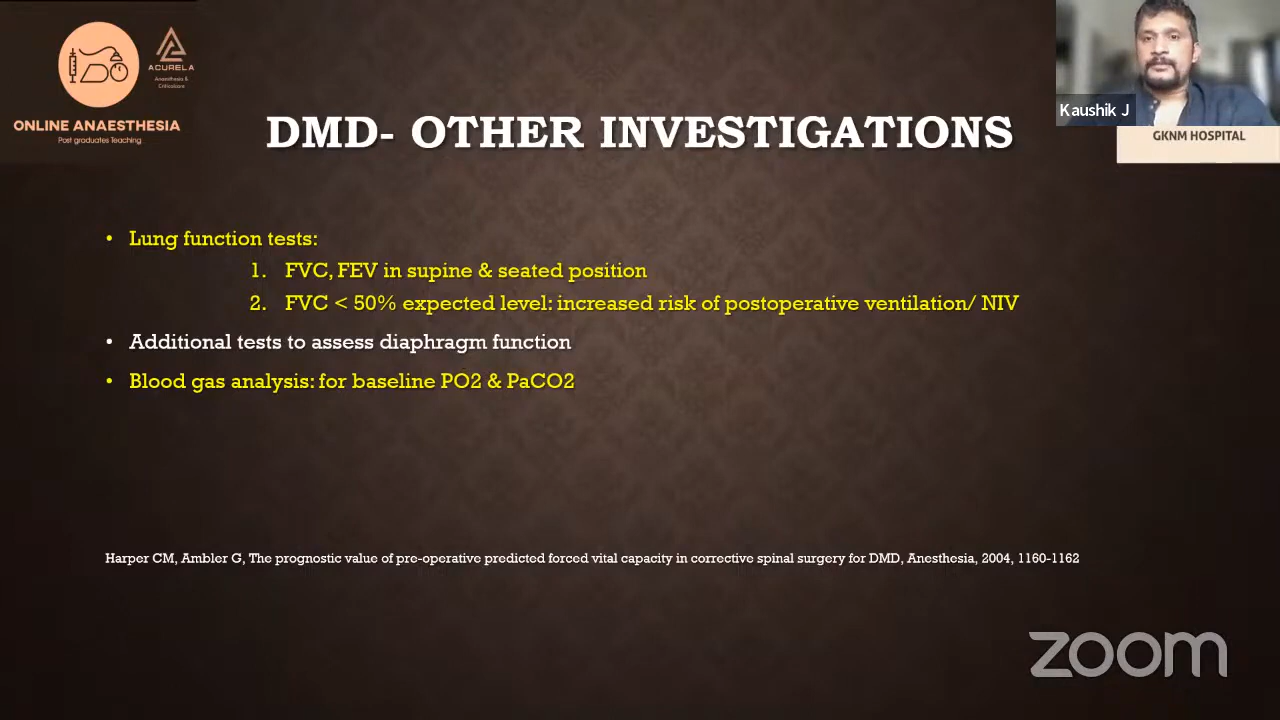 ACURELA
Anaesthesia &
Criticalcare
ONLINE ANAESTHESIA
Post graduates Teaching
Kaushik J
GKNM HOSPITAL
DMD- OTHER INVESTIGATIONS
• Lung function tests:
1. FVC, FEV in supine & seated position
2. FVC < 50% expected level: increased risk of postoperative ventilation/ NIV
• Additional tests to assess diaphragm function
• Blood gas analysis: for baseline PO2 & PaCO2
Harper CM, Ambler G, The prognostic value of pre-operative predicted forced vital capacity in corrective spinal surgery for DMD, Anesthesia, 2004, 1160-1162
zoom